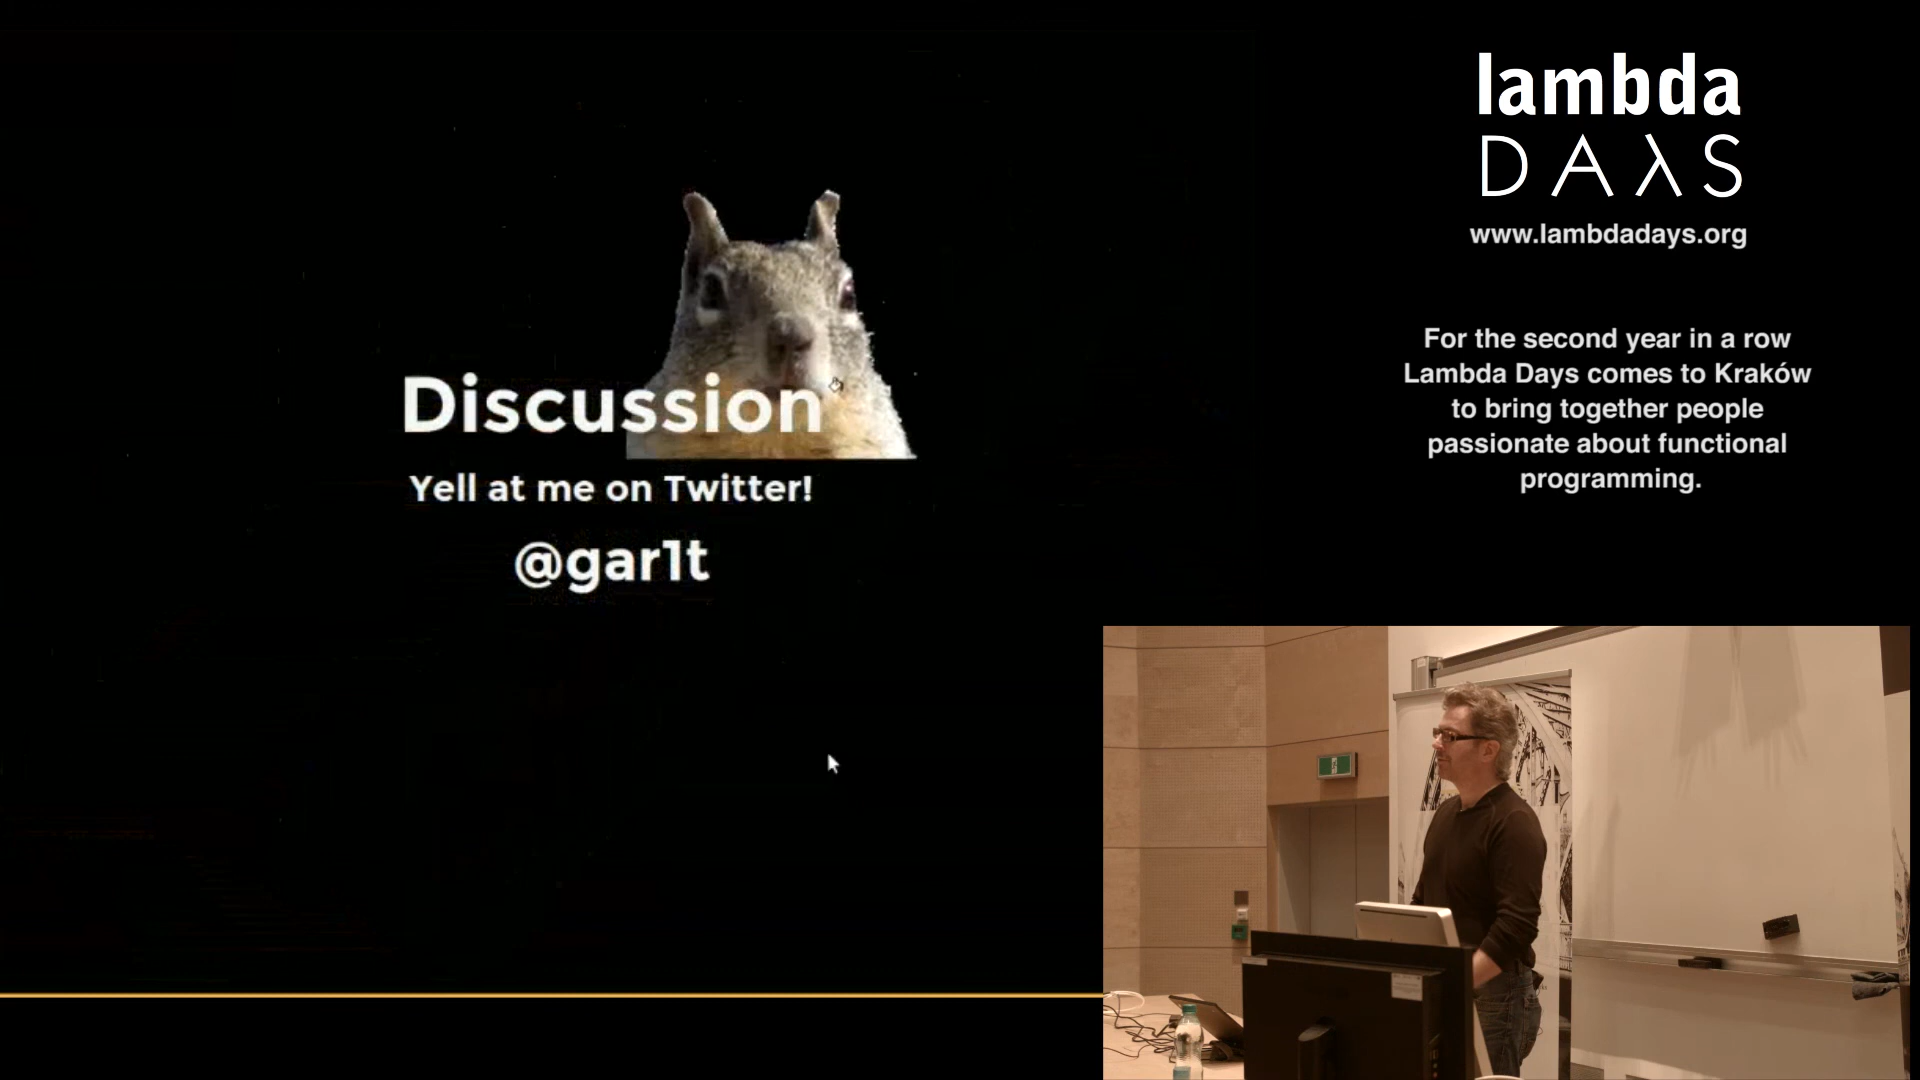 Discussion
Yell at me on Twitter!
@gar1t
lambda
DAλS
www.lambdadays.org
For the second year in a row
Lambda Days comes to Kraków
to bring together people
passionate about functional
programming.